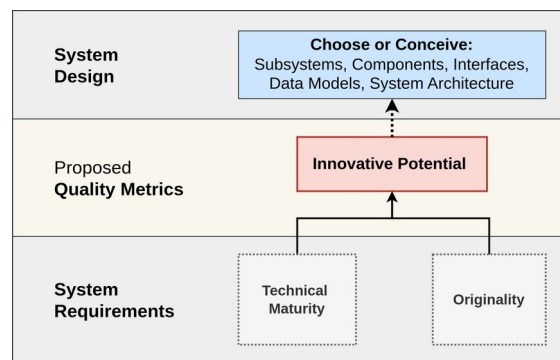 System
Design
Choose or Conceive:
Subsystems, Components, Interfaces,
Data Models, System Architecture
Proposed
Quality Metrics
Innovative Potential
System
Requirements
Technical
Maturity
Originality